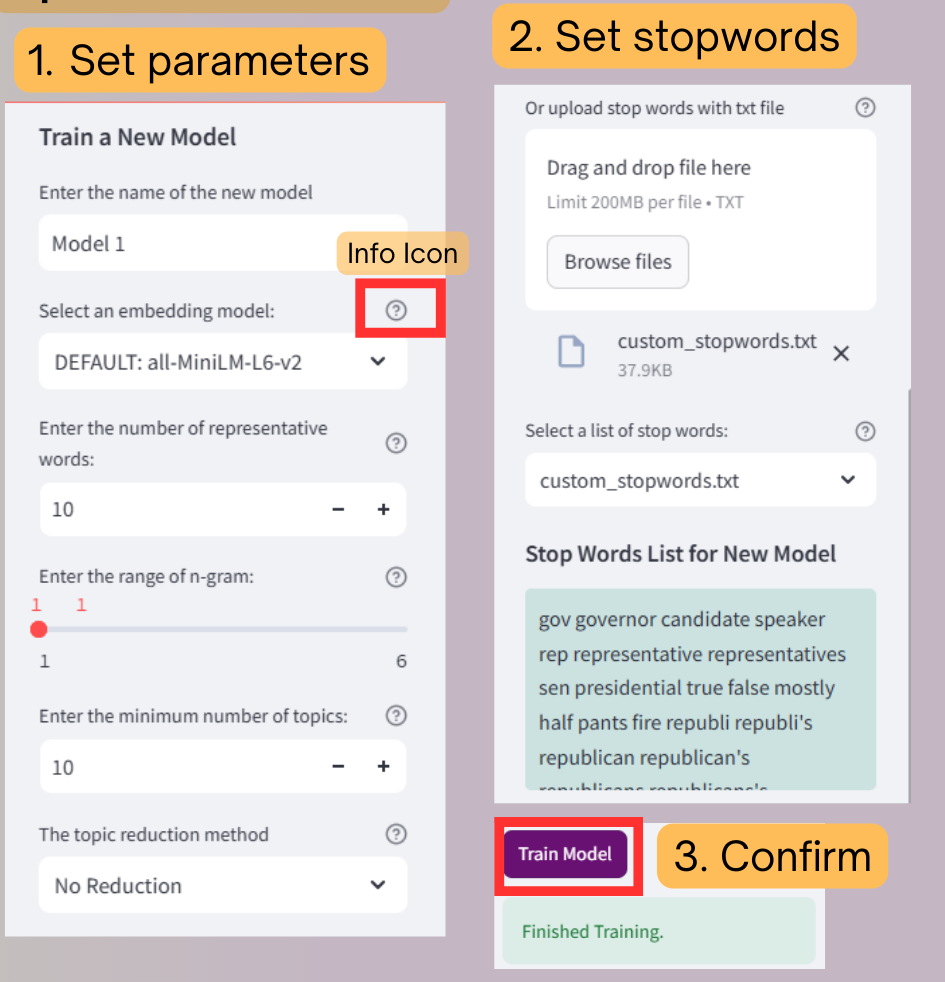 1. Set parameters
Train a New Model
Enter the name of the new model
Model 1
Info Icon
Select an embedding model:
?
DEFAULT: all-MiniLM-L6-v2
Enter the number of representative
words:
?
10
− +
Enter the range of n-gram:
?
1 1
1 6
Enter the minimum number of topics:
?
10
− +
The topic reduction method
?
No Reduction
2. Set stopwords
Or upload stop words with txt file
?
Drag and drop file here
Limit 200MB per file • TXT
Browse files
custom_stopwords.txt
37.9KB
Select a list of stop words:
?
custom_stopwords.txt
Stop Words List for New Model
gov governor candidate speaker
rep representative representatives
sen presidential true false mostly
half pants fire republi republi's
republican republican's
republicans republicans's
Train Model
3. Confirm
Finished Training.